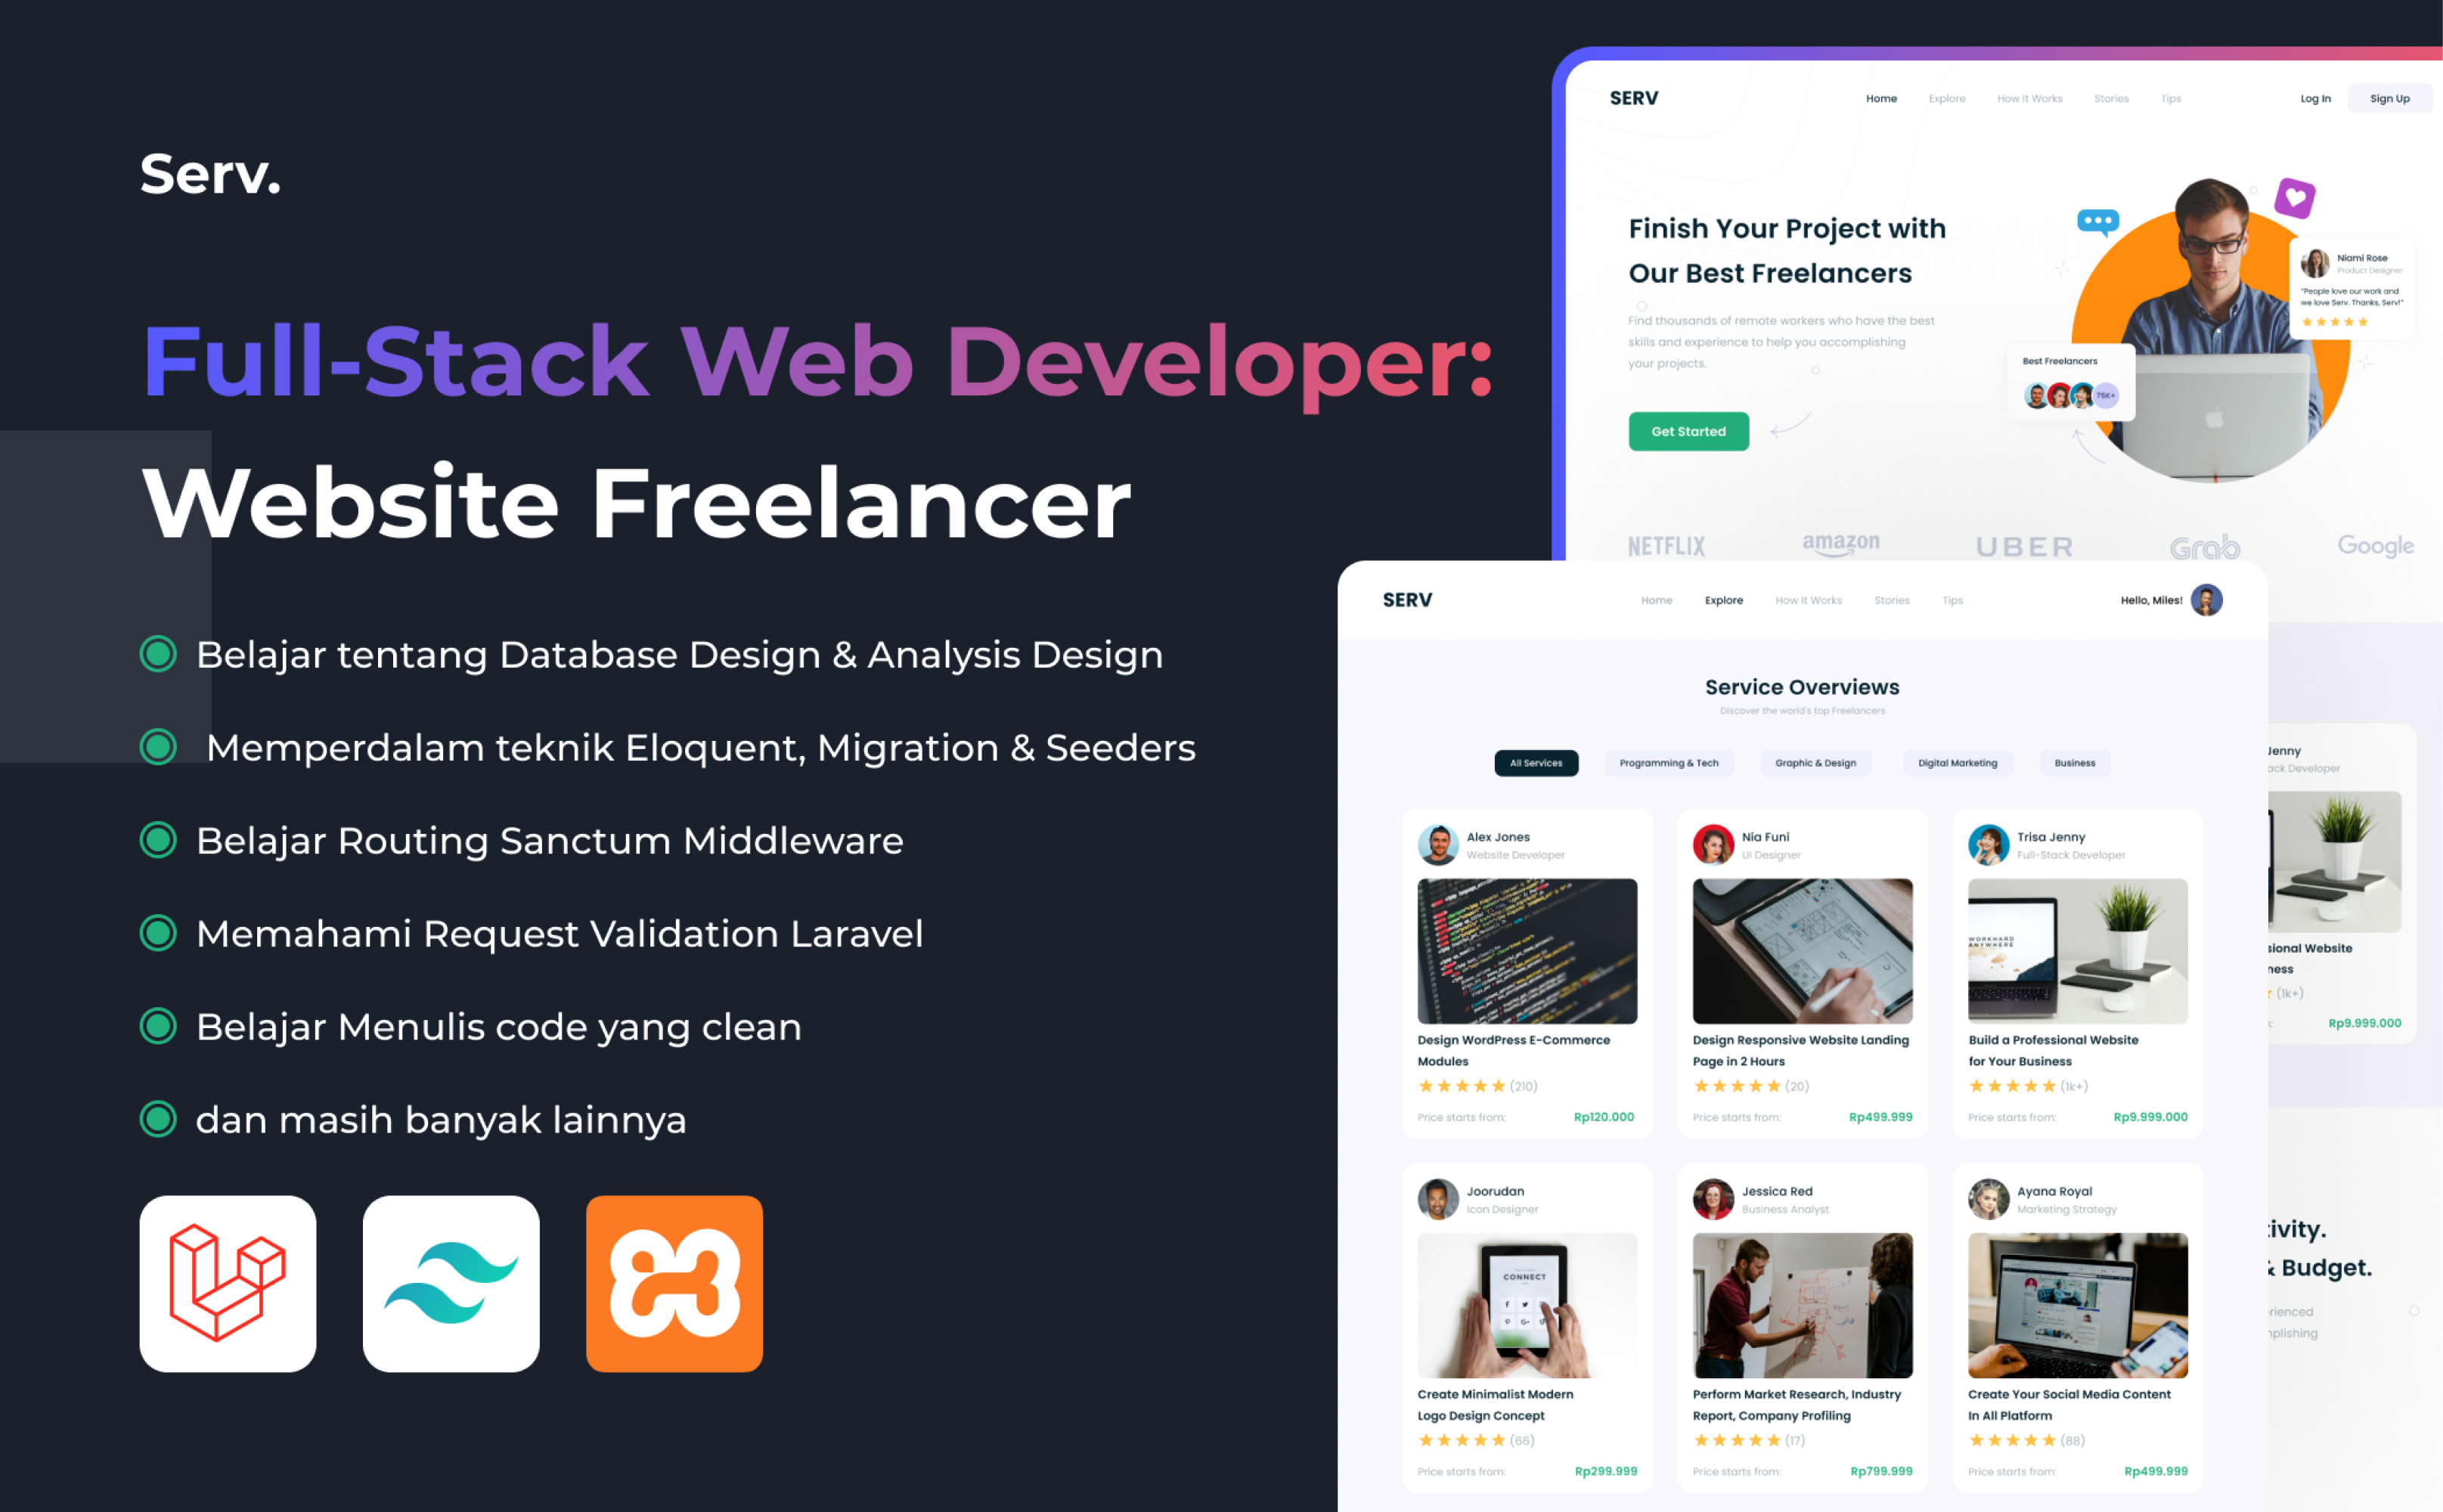 Serv.
Full-Stack Web Developer:
Website Freelancer
Belajar tentang Database Design & Analysis Design
Memperdalam teknik Eloquent, Migration & Seeders
Belajar Routing Sanctum Middleware
Memahami Request Validation Laravel
Belajar Menulis code yang clean
dan masih banyak lainnya
SERV
Home Explore How It Works Stories Tips
Log In Sign Up
Finish Your Project with
Our Best Freelancers
Find thousands of remote workers who have the best
skills and experience to help you accomplishing
your projects.
Get Started
Niami Rose
Product Designer
"People love our work and
we love Serv. Thanks, Serv!"
Best Freelancers
75K+
NETFLIX amazon UBER Grab Google
SERV
Home Explore How It Works Stories Tips
Hello, Miles!
Service Overviews
Discover the world's top Freelancers
All Services Programming & Tech Graphic & Design Digital Marketing Business
Alex Jones
Website Developer
Design WordPress E-Commerce
Modules
(210)
Price starts from: Rp120.000
Nia Funi
UI Designer
Design Responsive Website Landing
Page in 2 Hours
(20)
Price starts from: Rp499.999
Trisa Jenny
Full-Stack Developer
WORKHARD
ANYWHERE
Build a Professional Website
for Your Business
(1k+)
Price starts from: Rp9.999.000
Joorudan
Icon Designer
CONNECT
Create Minimalist Modern
Logo Design Concept
(66)
Price starts from: Rp299.999
Jessica Red
Business Analyst
Perform Market Research, Industry
Report, Company Profiling
(17)
Price starts from: Rp799.999
Ayana Royal
Marketing Strategy
Create Your Social Media Content
In All Platform
(88)
Price starts from: Rp499.999
Jenny
ack Developer
sional Website
ness
(1k+)
Rp9.999.000
ivity.
& Budget.
rienced
nplishing